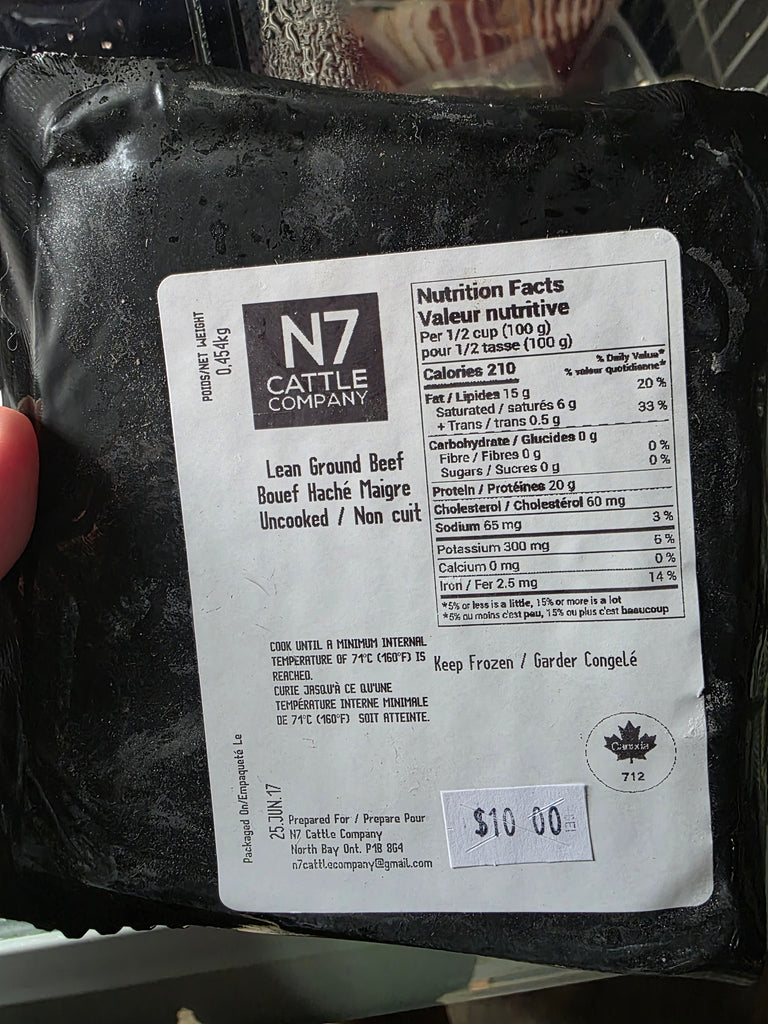 POIDS/NET WEIGHT
0,454kg
N7
CATTLE
COMPANY
Lean Ground Beef
Bouef Haché Maigre
Uncooked / Non cuit
Nutrition Facts
Valeur nutritive
Per 1/2 cup (100 g)
pour 1/2 tasse (100 g)
% Daily Value*
Calories 210 % valeur quotidienne*
Fat / Lipides 15 g 20 %
Saturated / saturés 6 g 33 %
+ Trans / trans 0.5 g
Carbohydrate / Glucides 0 g
Fibre / Fibres 0 g 0 %
Sugars / Sucres 0 g 0 %
Protein / Protéines 20 g
Cholesterol / Cholestérol 60 mg
Sodium 65 mg 3 %
Potassium 300 mg 6 %
Calcium 0 mg 0 %
Iron / Fer 2.5 mg 14 %
*5% or less is a little, 15% or more is a lot
*5% ou moins c'est peu, 15% ou plus c'est beaucoup
COOK UNTIL A MINIMUM INTERNAL
TEMPERATURE OF 71°C (160°F) IS
REACHED.
CURIE JASQU'À CE QU'UNE
TEMPÉRATURE INTERNE MINIMALE
DE 71°C (160°F) SOIT ATTEINTE.
Keep Frozen / Garder Congelé
Canada
712
Packaged On/Empaqueté Le
25.JUN.17
Prepared For / Prepare Pour
N7 Cattle Company
North Bay Ont. P1B 8G4
n7cattlecompany@gmail.com
$10 00